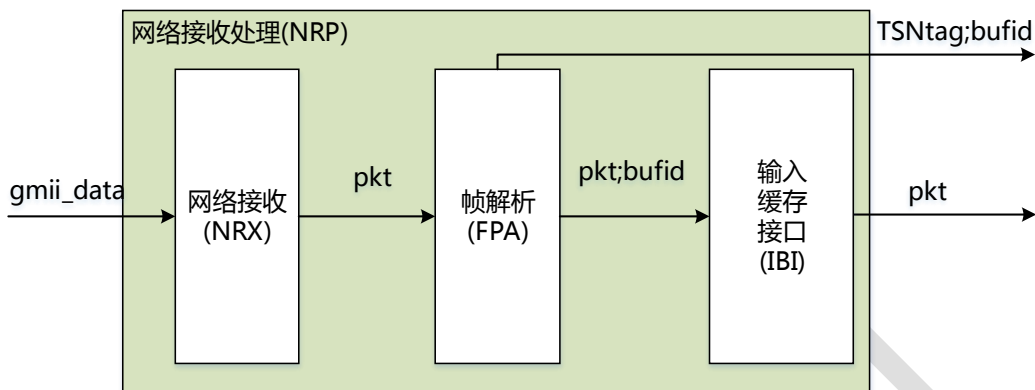 网络接收处理(NRP)
TSNtag;bufid
gmii_data
网络接收
(NRX)
pkt
帧解析
(FPA)
pkt;bufid
输入
缓存
接口
(IBI)
pkt